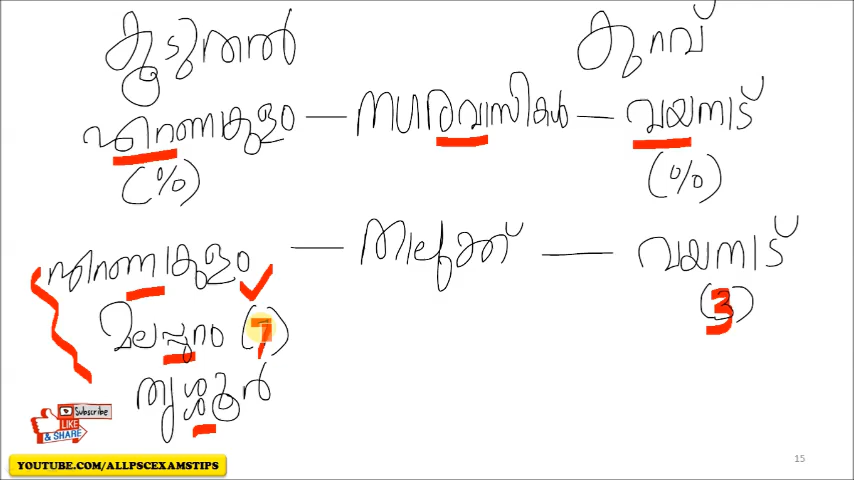 കൂടുതൽ കുറവ്
എറണാകുളം — നഗരവാസികൾ — വയനാട്
(%) (%)
എറണാകുളം — താലൂക്ക് — വയനാട്
(3)
മലപ്പുറം (7)
തൃശ്ശൂർ
Subscribe
LIKE
& SHARE
YOUTUBE.COM/ALLPSCEXAMSTIPS
15